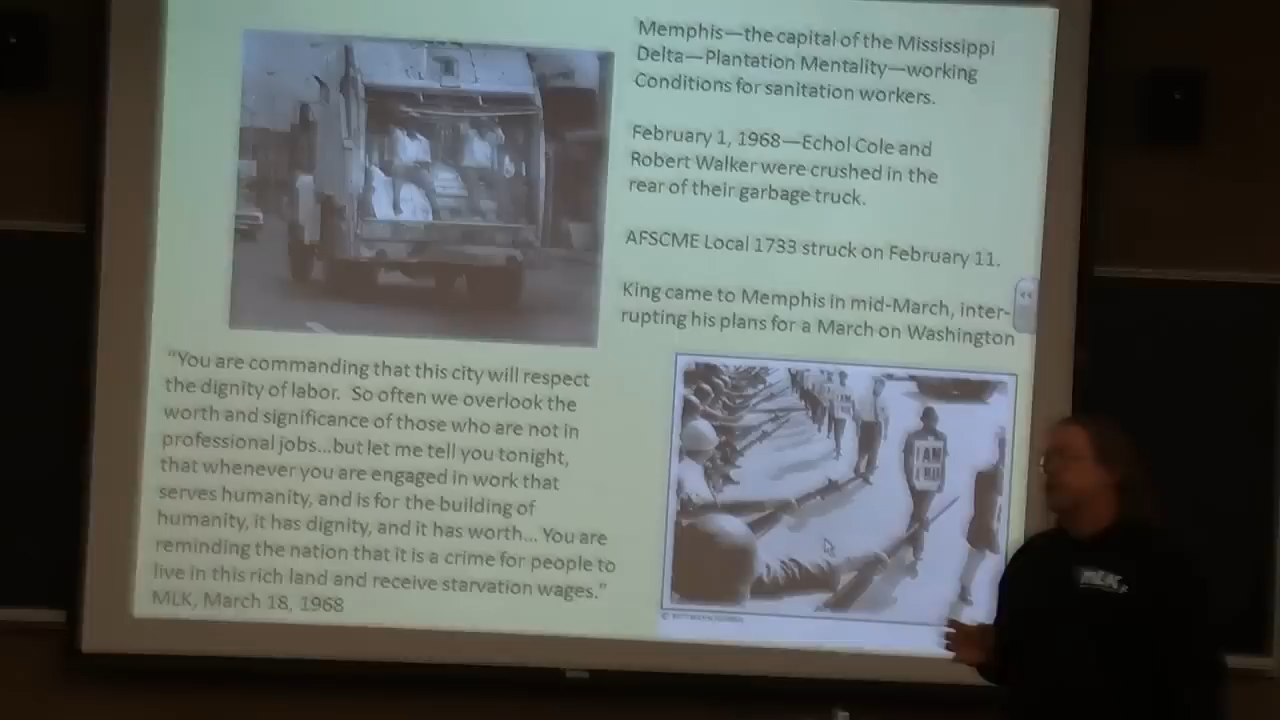 Memphis—the capital of the Mississippi
Delta—Plantation Mentality—working
Conditions for sanitation workers.
February 1, 1968—Echol Cole and
Robert Walker were crushed in the
rear of their garbage truck.
AFSCME Local 1733 struck on February 11.
King came to Memphis in mid-March, inter-
rupting his plans for a March on Washington
“You are commanding that this city will respect
the dignity of labor. So often we overlook the
worth and significance of those who are not in
professional jobs...but let me tell you tonight,
that whenever you are engaged in work that
serves humanity, and is for the building of
humanity, it has dignity, and it has worth... You are
reminding the nation that it is a crime for people to
live in this rich land and receive starvation wages.”
MLK, March 18, 1968
I AM